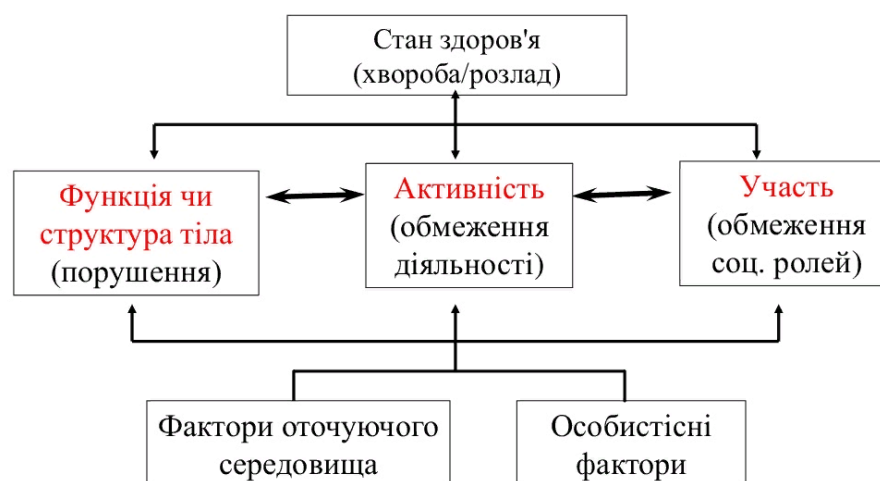 Стан здоров'я
(хвороба/розлад)
Функція чи
структура тіла
(порушення)
Активність
(обмеження
діяльності)
Участь
(обмеження
соц. ролей)
Фактори оточуючого
середовища
Особистісні
фактори